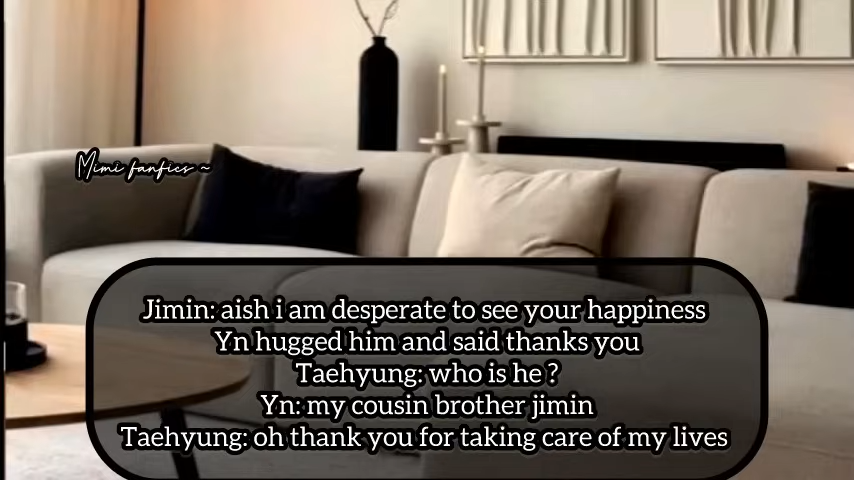 Mimi fanfics ~
Jimin: aish i am desperate to see your happiness
Yn hugged him and said thanks you
Taehyung: who is he ?
Yn: my cousin brother jimin
Taehyung: oh thank you for taking care of my lives